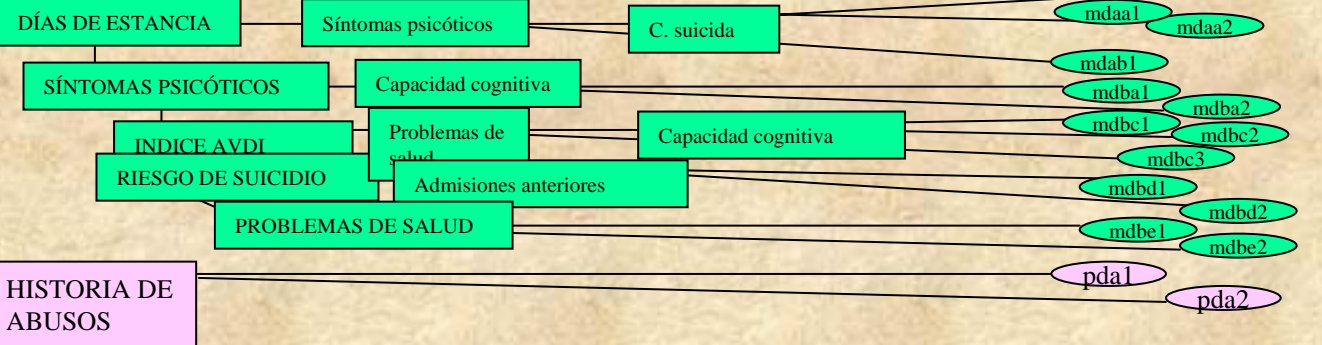 mdaa1
DÍAS DE ESTANCIA
Síntomas psicóticos
C. suicida
mdaa2
mdab1
SÍNTOMAS PSICÓTICOS
Capacidad cognitiva
mdba1
mdba2
INDICE AVDI
Problemas de
salud
Capacidad cognitiva
mdbc1
mdbc2
mdbc3
RIESGO DE SUICIDIO
Admisiones anteriores
mdbd1
mdbd2
PROBLEMAS DE SALUD
mdbe1
mdbe2
HISTORIA DE
ABUSOS
pda1
pda2